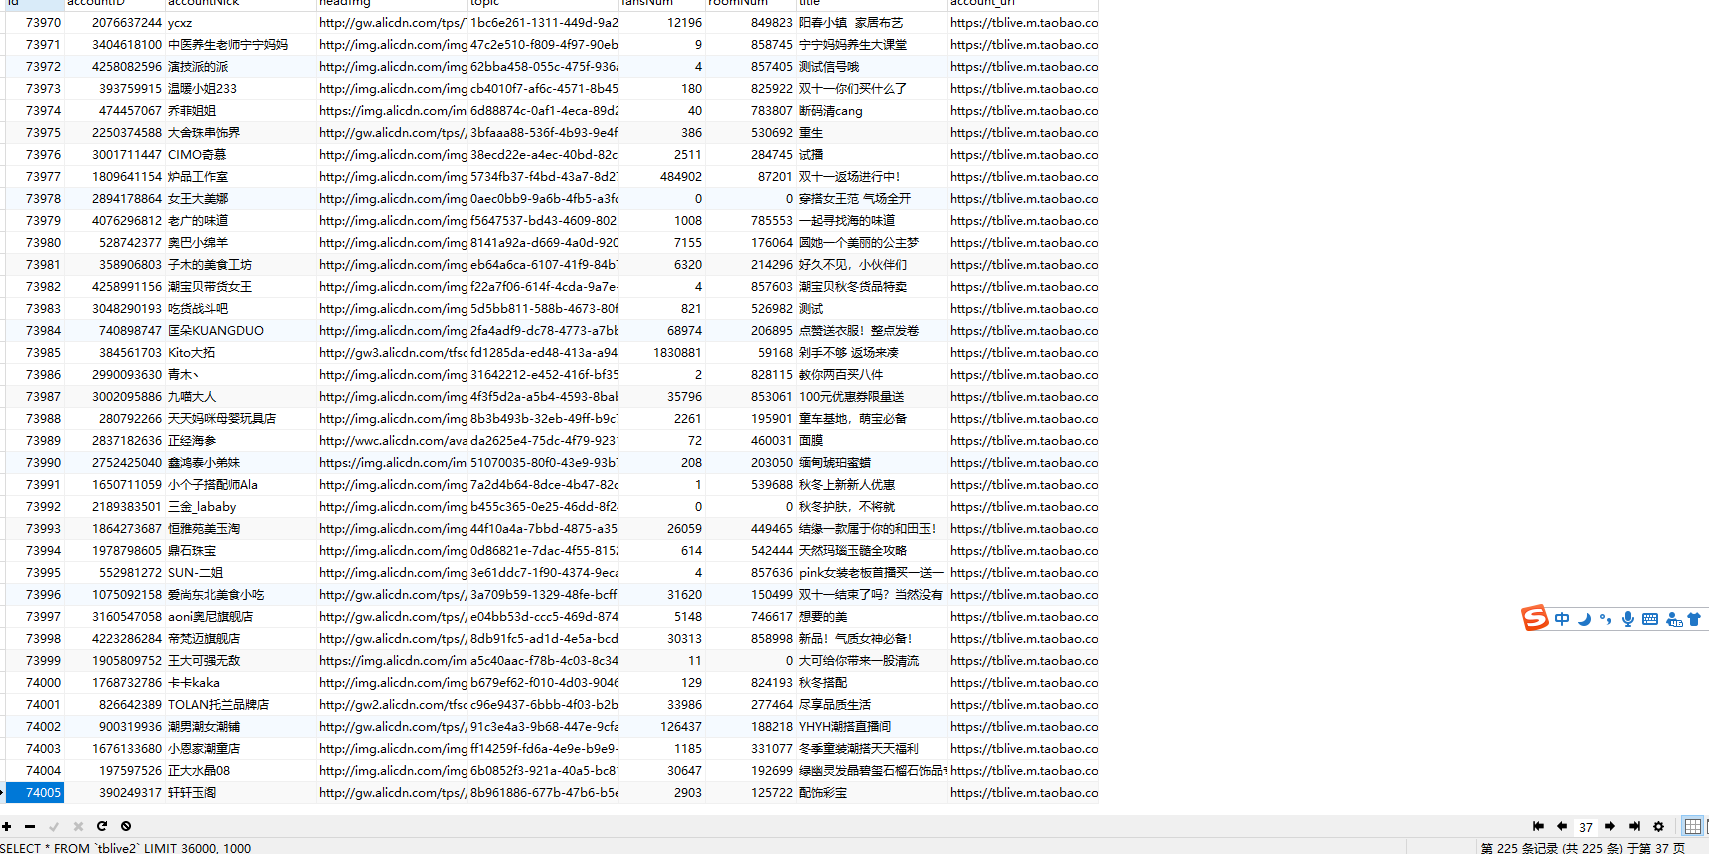 id accountID accountNick headImg topic fansNum roomNum title account_url
73970 2076637244 ycxz http://gw.alicdn.com/tps/ 1bc6e261-1311-449d-9a2 12196 849823 阳春小镇 家居布艺 https://tblive.m.taobao.co
73971 3404618100 中医养生老师宁宁妈妈 http://img.alicdn.com/img 47c2e510-f809-4f97-90eb 9 858745 宁宁妈妈养生大课堂 https://tblive.m.taobao.co
73972 4258082596 演技派的派 http://img.alicdn.com/img 62bba458-055c-475f-936a 4 857405 测试信号哦 https://tblive.m.taobao.co
73973 393759915 温暖小姐233 http://img.alicdn.com/img cb4010f7-af6c-4571-8b45 180 825922 双十一你们买什么了 https://tblive.m.taobao.co
73974 474457067 乔菲姐姐 https://img.alicdn.com/im 6d88874c-0af1-4eca-89d2 40 783807 断码清cang https://tblive.m.taobao.co
73975 2250374588 大舍珠串饰界 http://gw.alicdn.com/tps/, 3bfaaa88-536f-4b93-9e4f 386 530692 重生 https://tblive.m.taobao.co
73976 3001711447 CIMO奇慕 http://img.alicdn.com/img 38ecd22e-a4ec-40bd-82c 2511 284745 试播 https://tblive.m.taobao.co
73977 1809641154 炉品工作室 http://img.alicdn.com/img 5734fb37-f4bd-43a7-8d27 484902 87201 双十一返场进行中！ https://tblive.m.taobao.co
73978 2894178864 女王大美娜 http://img.alicdn.com/img 0aec0bb9-9a6b-4fb5-a3fc 0 0 穿搭女王范 气场全开 https://tblive.m.taobao.co
73979 4076296812 老广的味道 http://img.alicdn.com/img f5647537-bd43-4609-802 1008 785553 一起寻找海的味道 https://tblive.m.taobao.co
73980 528742377 奥巴小绵羊 http://img.alicdn.com/img 8141a92a-d669-4a0d-920 7155 176064 圆她一个美丽的公主梦 https://tblive.m.taobao.co
73981 358906803 子木的美食工坊 http://img.alicdn.com/img eb64a6ca-6107-41f9-84b7 6320 214296 好久不见，小伙伴们 https://tblive.m.taobao.co
73982 4258991156 潮宝贝带货女王 http://img.alicdn.com/img f22a7f06-614f-4cda-9a7e- 4 857603 潮宝贝秋冬货品特卖 https://tblive.m.taobao.co
73983 3048290193 吃货战斗吧 http://img.alicdn.com/img 5d5bb811-588b-4673-80f 821 526982 测试 https://tblive.m.taobao.co
73984 740898747 匡朵KUANGDUO http://img.alicdn.com/img 2fa4adf9-dc78-4773-a7bb 68974 206895 点赞送衣服！整点发卷 https://tblive.m.taobao.co
73985 384561703 Kito大拓 http://gw3.alicdn.com/tfsc fd1285da-ed48-413a-a94 1830881 59168 剁手不够 返场来凑 https://tblive.m.taobao.co
73986 2990093630 青木丶 http://img.alicdn.com/img 31642212-e452-416f-bf35 2 828115 教你两百买八件 https://tblive.m.taobao.co
73987 3002095886 九喵大人 http://img.alicdn.com/img 4f3f5d2a-a5b4-4593-8bab 35796 853061 100元优惠券限量送 https://tblive.m.taobao.co
73988 280792266 天天妈咪母婴玩具店 http://img.alicdn.com/img 8b3b493b-32eb-49ff-b9c7 2261 195901 童车基地，萌宝必备 https://tblive.m.taobao.co
73989 2837182636 正经海参 http://wwc.alicdn.com/ava da2625e4-75dc-4f79-9231 72 460031 面膜 https://tblive.m.taobao.co
73990 2752425040 鑫鸿泰小弟妹 https://img.alicdn.com/im 51070035-80f0-43e9-93b7 208 203050 缅甸琥珀蜜蜡 https://tblive.m.taobao.co
73991 1650711059 小个子搭配师Ala http://img.alicdn.com/img 7a2d4b64-8dce-4b47-82c 1 539688 秋冬上新新人优惠 https://tblive.m.taobao.co
73992 2189383501 三金_lababy http://img.alicdn.com/img b455c365-0e25-46dd-8f2 0 0 秋冬护肤，不将就 https://tblive.m.taobao.co
73993 1864273687 恒雅苑美玉淘 http://img.alicdn.com/img 44f10a4a-7bbd-4875-a35 26059 449465 结缘一款属于你的和田玉！ https://tblive.m.taobao.co
73994 1978798605 鼎石珠宝 http://img.alicdn.com/img 0d86821e-7dac-4f55-8152 614 542444 天然玛瑙玉髓全攻略 https://tblive.m.taobao.co
73995 552981272 SUN-二姐 http://img.alicdn.com/img 3e61ddc7-1f90-4374-9eca 4 857636 pink女装老板首播买一送一 https://tblive.m.taobao.co
73996 1075092158 爱尚东北美食小吃 http://gw.alicdn.com/tps/, 3a709b59-1329-48fe-bcff 31620 150499 双十一结束了吗？当然没有 https://tblive.m.taobao.co
73997 3160547058 aoni奥尼旗舰店 http://gw.alicdn.com/tps/, e04bb53d-ccc5-469d-874 5148 746617 想要的美 https://tblive.m.taobao.co
73998 4223286284 帝梵迈旗舰店 http://gw.alicdn.com/tps/, 8db91fc5-ad1d-4e5a-bcd 30313 858998 新品！气质女神必备！ https://tblive.m.taobao.co
73999 1905809752 王大可强无敌 https://img.alicdn.com/im a5c40aac-f78b-4c03-8c34 11 0 大可给你带来一股清流 https://tblive.m.taobao.co
74000 1768732786 卡卡kaka http://img.alicdn.com/img b679ef62-f010-4d03-9046 129 824193 秋冬搭配 https://tblive.m.taobao.co
74001 826642389 TOLAN托兰品牌店 http://gw2.alicdn.com/tfsc c96e9437-6bbb-4f03-b2b 33986 277464 尽享品质生活 https://tblive.m.taobao.co
74002 900319936 潮男潮女潮铺 http://gw.alicdn.com/tps/, 91c3e4a3-9b68-447e-9cfa 126437 188218 YHYH潮搭直播间 https://tblive.m.taobao.co
74003 1676133680 小恩家潮童店 http://img.alicdn.com/img ff14259f-fd6a-4e9e-b9e9- 1185 331077 冬季童装潮搭天天福利 https://tblive.m.taobao.co
74004 197597526 正大水晶08 http://img.alicdn.com/img 6b0852f3-921a-40a5-bc87 30647 192699 绿幽灵发晶碧玺石榴石饰品 https://tblive.m.taobao.co
74005 390249317 轩轩玉阁 http://gw.alicdn.com/tps/, 8b961886-677b-47b6-b5e 2903 125722 配饰彩宝 https://tblive.m.taobao.co
中
37
SELECT * FROM `tblive2` LIMIT 36000, 1000 第 225 条记录 (共 225 条) 于第 37 页